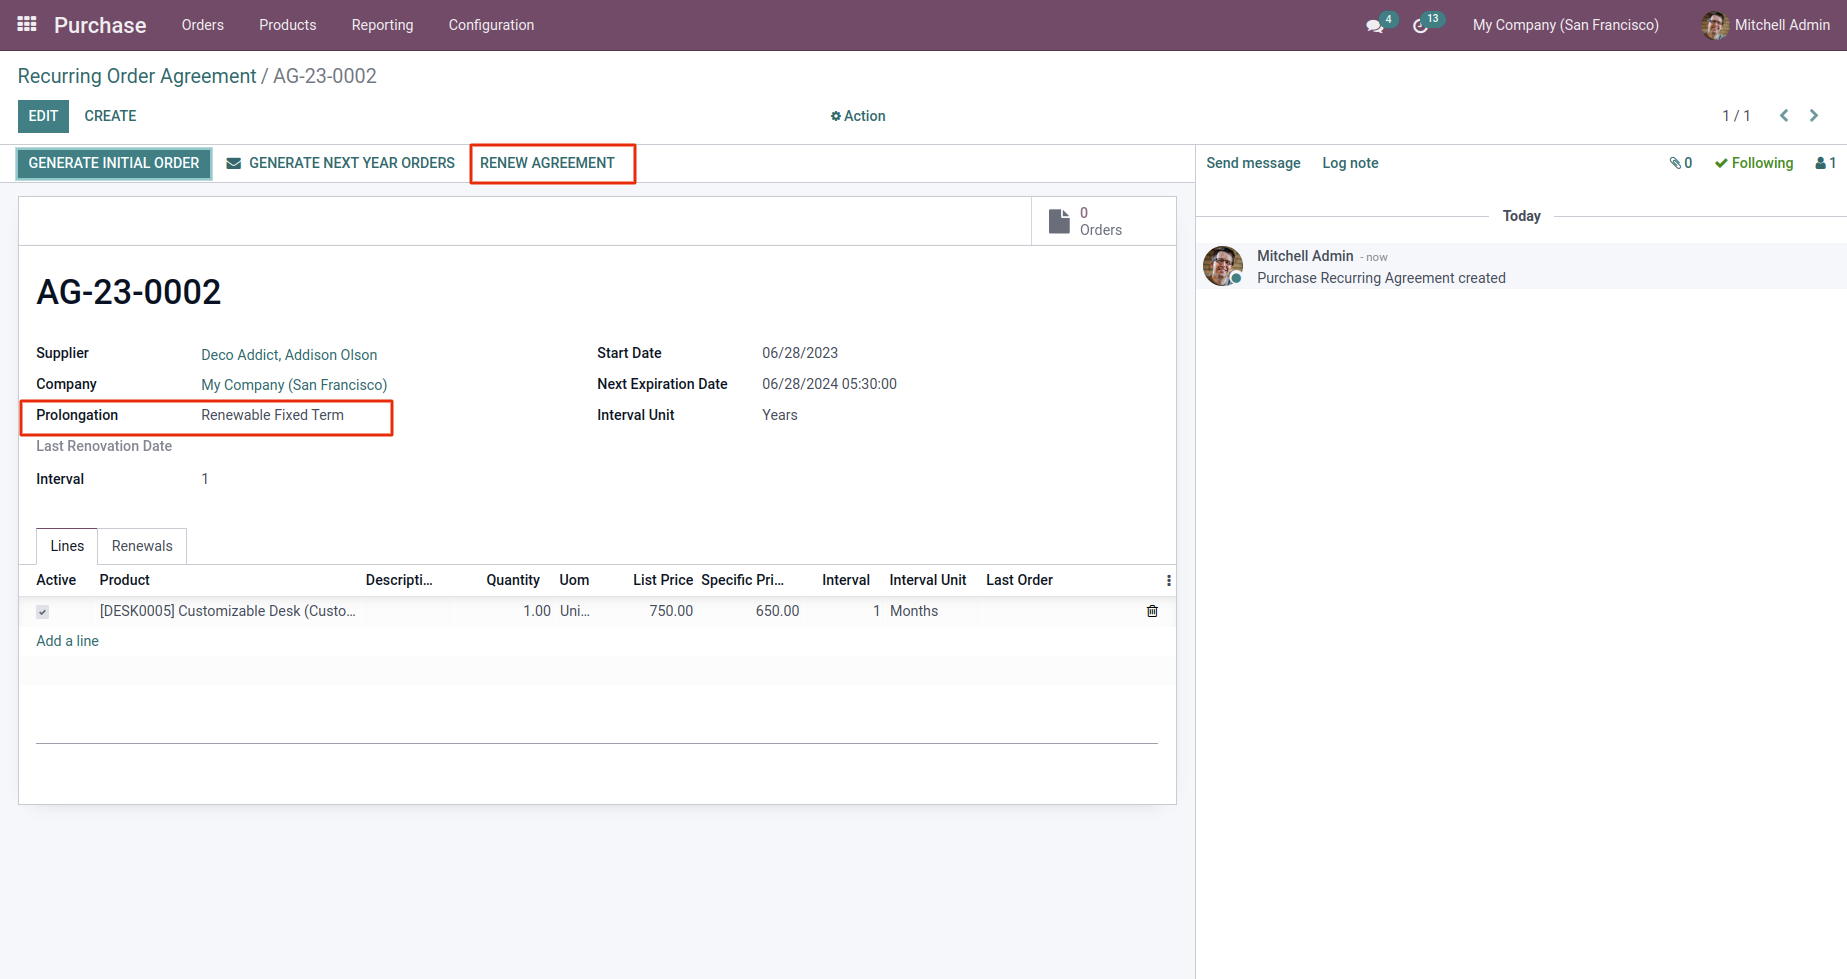 Purchase Orders Products Reporting Configuration 4 13 My Company (San Francisco) Mitchell Admin
Recurring Order Agreement / AG-23-0002
EDIT CREATE Action 1 / 1
GENERATE INITIAL ORDER GENERATE NEXT YEAR ORDERS RENEW AGREEMENT Send message Log note 0 Following 1
0
Orders
Today
Mitchell Admin - now
Purchase Recurring Agreement created
AG-23-0002
Supplier Deco Addict, Addison Olson Start Date 06/28/2023
Company My Company (San Francisco) Next Expiration Date 06/28/2024 05:30:00
Prolongation Renewable Fixed Term Interval Unit Years
Last Renovation Date
Interval 1
Lines Renewals
Active Product Descripti... Quantity Uom List Price Specific Pri... Interval Interval Unit Last Order
[DESK0005] Customizable Desk (Custo... 1.00 Uni... 750.00 650.00 1 Months
Add a line